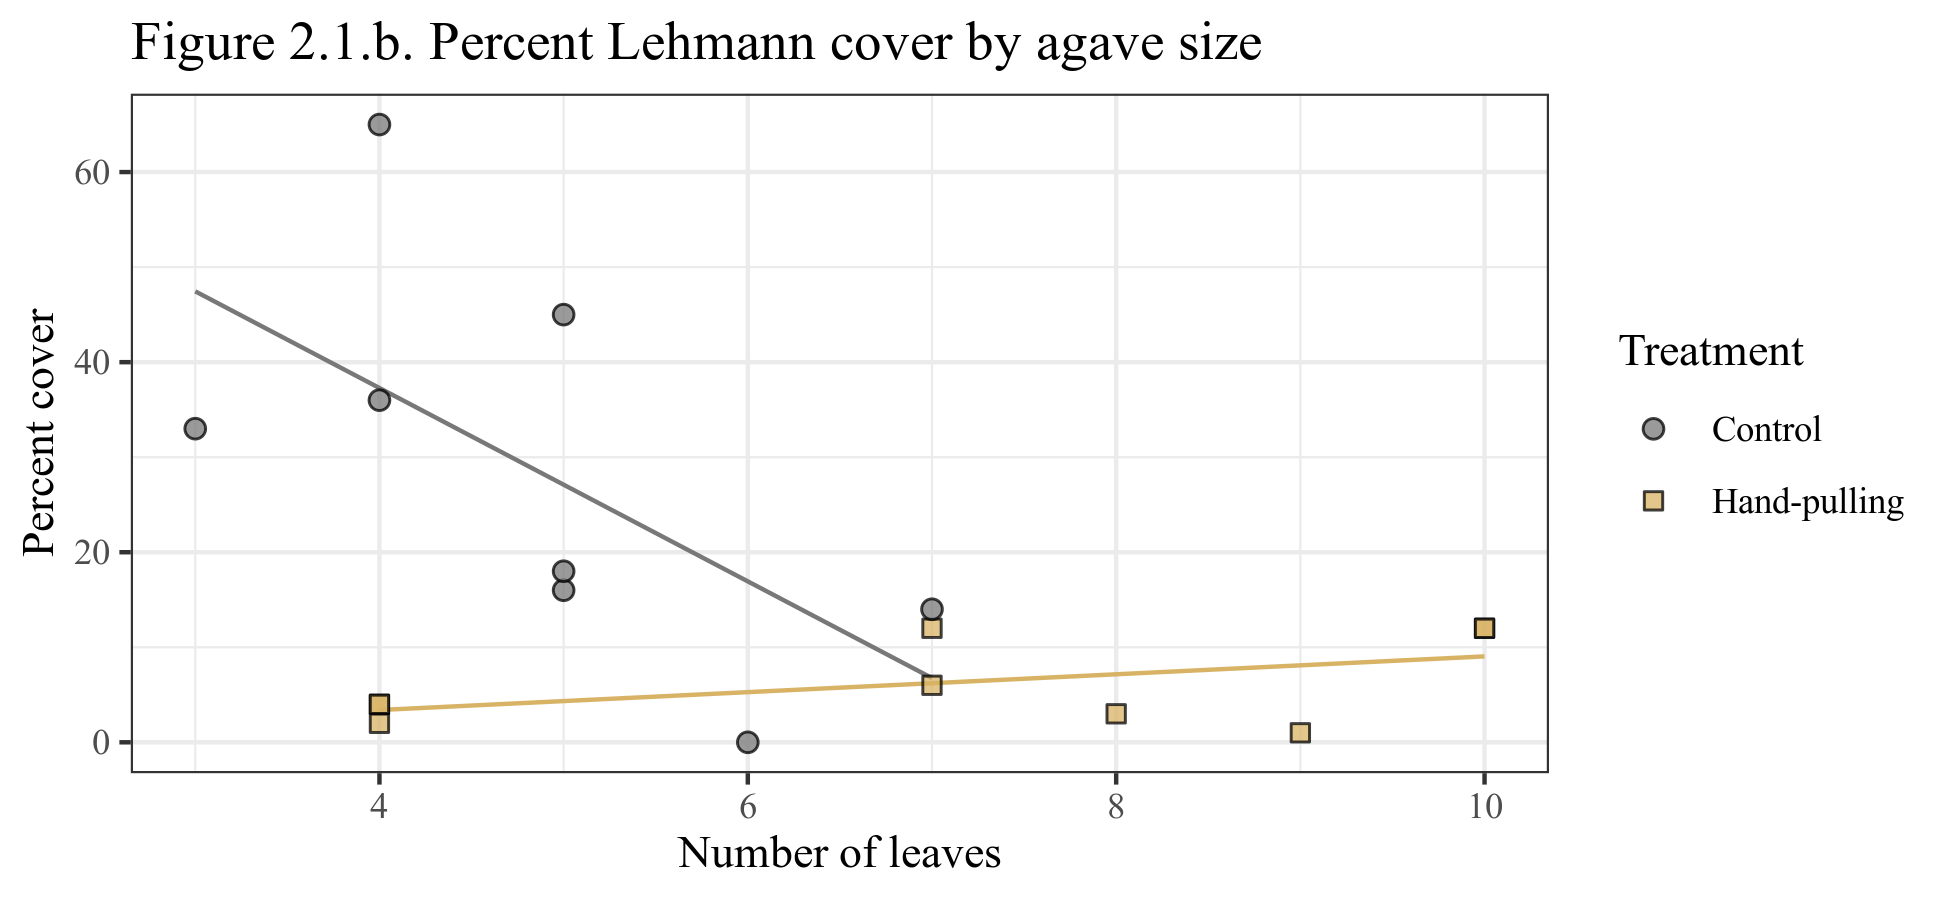 Figure 2.1.b. Percent Lehmann cover by agave size
Percent cover
60
40
20
0
4
6
8
10
Number of leaves
Treatment
Control
Hand-pulling